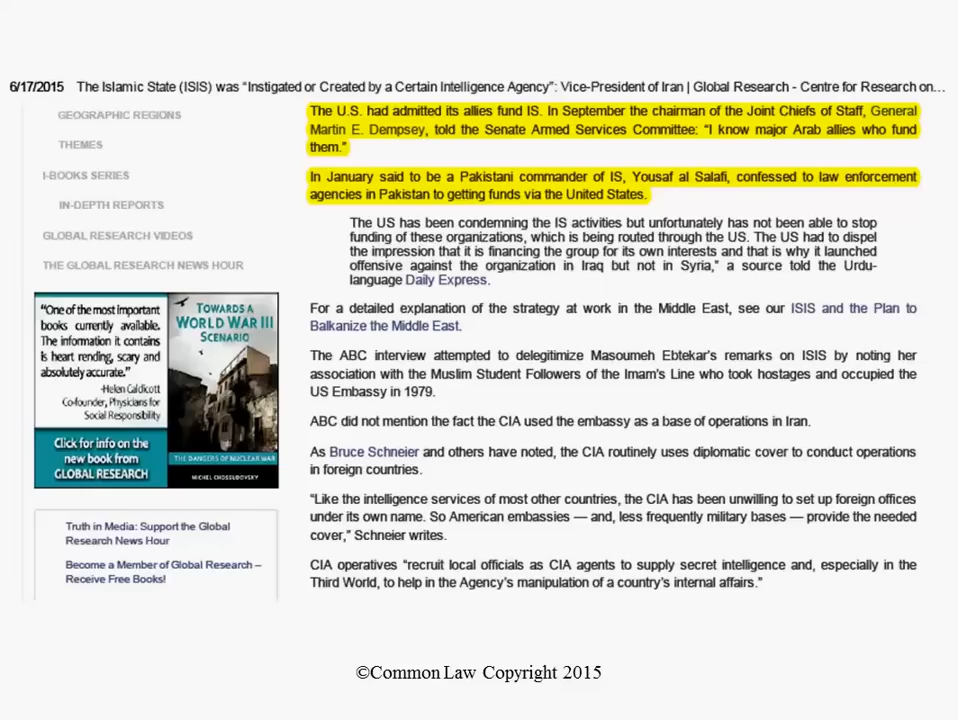 6/17/2015 The Islamic State (ISIS) was “Instigated or Created by a Certain Intelligence Agency”: Vice-President of Iran | Global Research - Centre for Research on...
GEOGRAPHIC REGIONS
THEMES
I-BOOKS SERIES
IN-DEPTH REPORTS
GLOBAL RESEARCH VIDEOS
THE GLOBAL RESEARCH NEWS HOUR
“One of the most important
books currently available.
The information it contains
is heart rending, scary and
absolutely accurate.”
-Helen Caldicott
Co-founder, Physicians for
Social Responsibility
Click for info on the
new book from
GLOBAL RESEARCH
TOWARDS A
WORLD WAR III
SCENARIO
THE DANGERS OF NUCLEAR WAR
MICHEL CHOSSUDOVSKY
Truth in Media: Support the Global
Research News Hour
Become a Member of Global Research –
Receive Free Books!
The U.S. had admitted its allies fund IS. In September the chairman of the Joint Chiefs of Staff, General
Martin E. Dempsey, told the Senate Armed Services Committee: “I know major Arab allies who fund
them.”
In January said to be a Pakistani commander of IS, Yousaf al Salafi, confessed to law enforcement
agencies in Pakistan to getting funds via the United States.
The US has been condemning the IS activities but unfortunately has not been able to stop
funding of these organizations, which is being routed through the US. The US had to dispel
the impression that it is financing the group for its own interests and that is why it launched
offensive against the organization in Iraq but not in Syria,” a source told the Urdu-
language Daily Express.
For a detailed explanation of the strategy at work in the Middle East, see our ISIS and the Plan to
Balkanize the Middle East.
The ABC interview attempted to delegitimize Masoumeh Ebtekar’s remarks on ISIS by noting her
association with the Muslim Student Followers of the Imam’s Line who took hostages and occupied the
US Embassy in 1979.
ABC did not mention the fact the CIA used the embassy as a base of operations in Iran.
As Bruce Schneier and others have noted, the CIA routinely uses diplomatic cover to conduct operations
in foreign countries.
“Like the intelligence services of most other countries, the CIA has been unwilling to set up foreign offices
under its own name. So American embassies — and, less frequently military bases — provide the needed
cover,” Schneier writes.
CIA operatives “recruit local officials as CIA agents to supply secret intelligence and, especially in the
Third World, to help in the Agency’s manipulation of a country’s internal affairs.”
©Common Law Copyright 2015